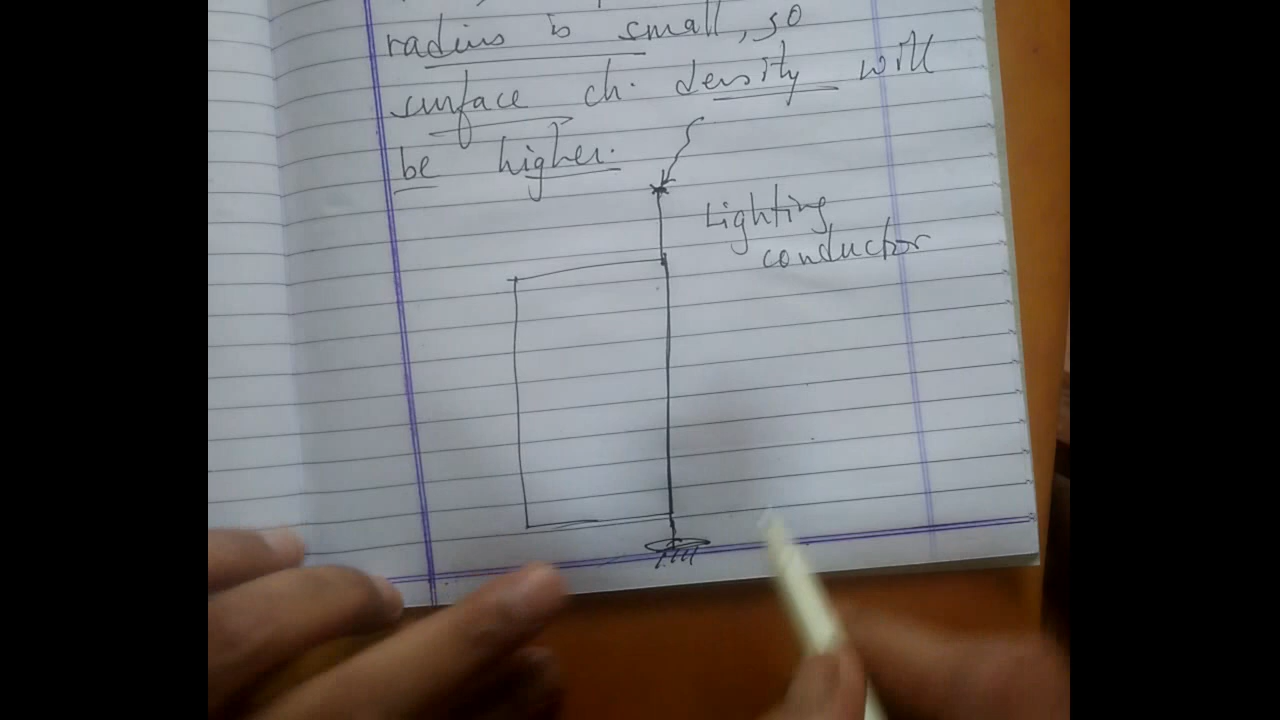 radius is small, so
surface ch. density will
be higher.
Lighting
conductor